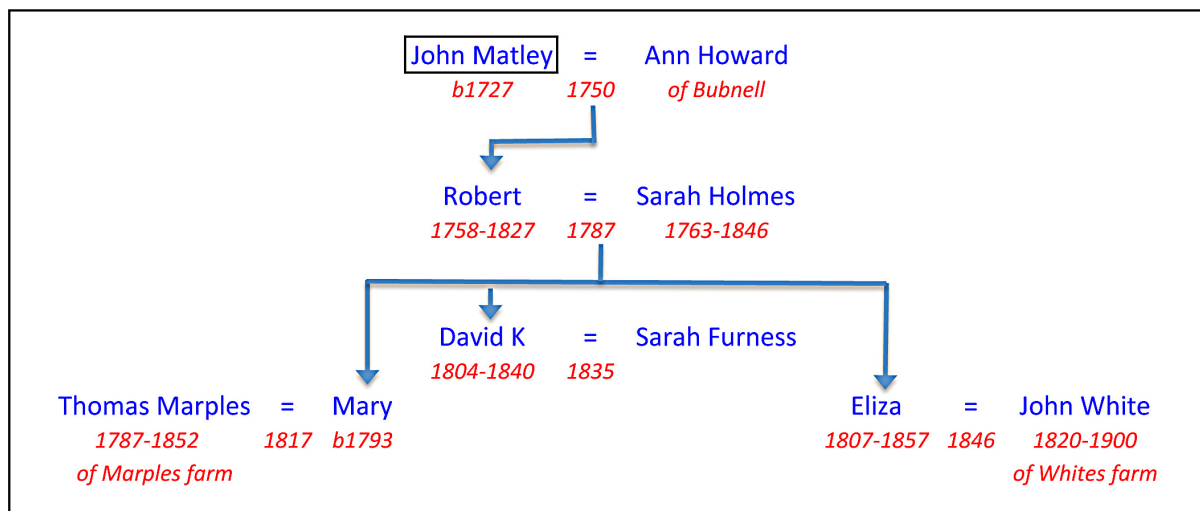 John Matley = Ann Howard
b1727 1750 of Bubnell
Robert = Sarah Holmes
1758-1827 1787 1763-1846
David K = Sarah Furness
1804-1840 1835
Thomas Marples = Mary Eliza = John White
1787-1852 1817 b1793 1807-1857 1846 1820-1900
of Marples farm of Whites farm